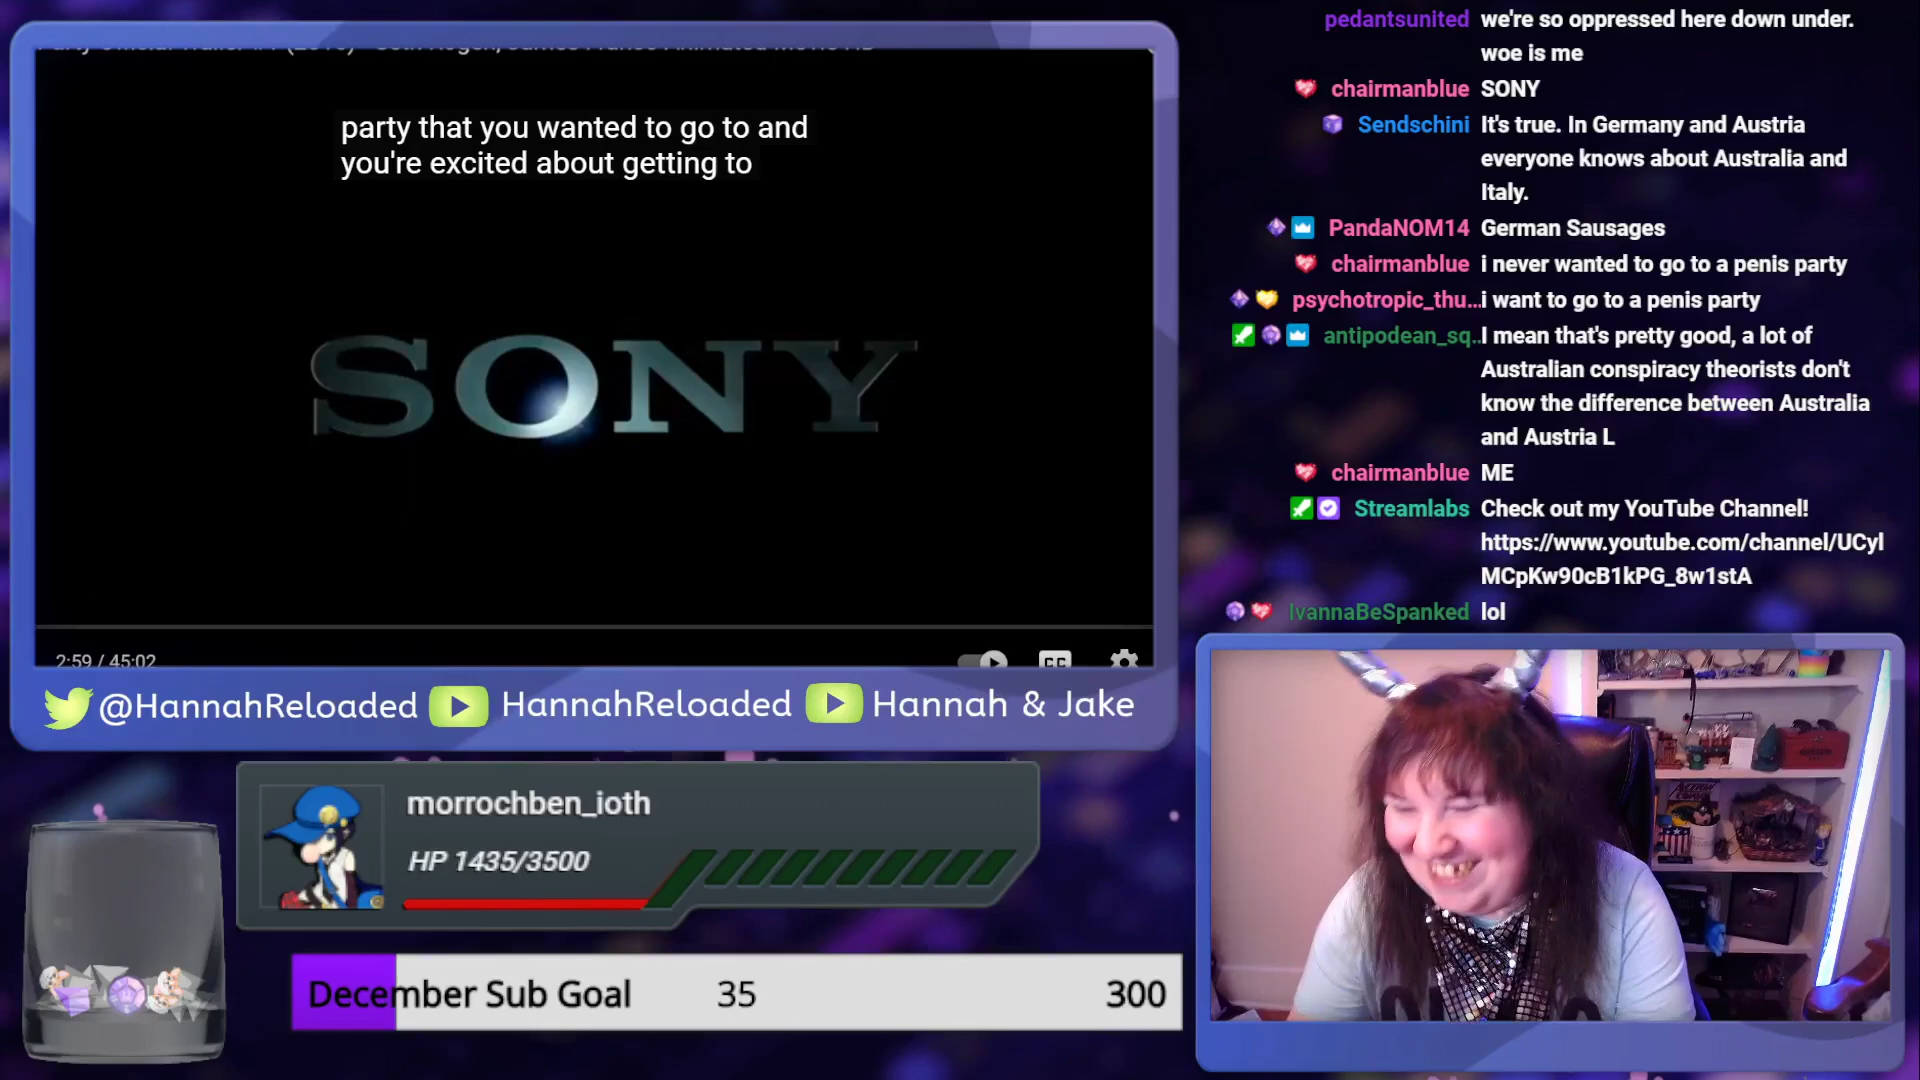 party that you wanted to go to and
you're excited about getting to
SONY
2:59 / 45:02
CC
@HannahReloaded HannahReloaded Hannah & Jake
morrochben_ioth
HP 1435/3500
December Sub Goal 35 300
pedantsunited we're so oppressed here down under.
woe is me
chairmanblue SONY
Sendschini It's true. In Germany and Austria
everyone knows about Australia and
Italy.
PandaNOM14 German Sausages
chairmanblue i never wanted to go to a penis party
psychotropic_thu... i want to go to a penis party
antipodean_sq... I mean that's pretty good, a lot of
Australian conspiracy theorists don't
know the difference between Australia
and Austria L
chairmanblue ME
Streamlabs Check out my YouTube Channel!
https://www.youtube.com/channel/UCyl
MCpKw90cB1kPG_8w1stA
IvannaBeSpanked lol